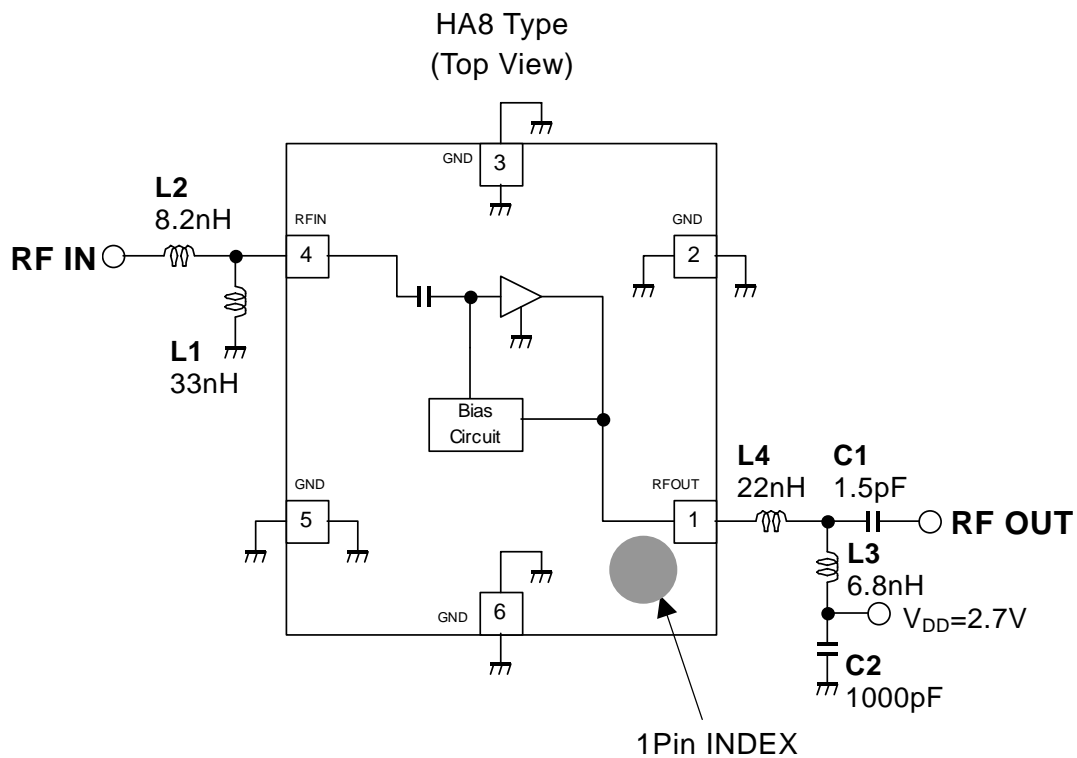 HA8 Type
(Top View)
GND
3
L2
8.2nH
RFIN
GND
RF IN
4
2
L1
33nH
Bias
Circuit
GND
5
RFOUT
1
L4
22nH
C1
1.5pF
RF OUT
L3
6.8nH
GND
6
VDD=2.7V
C2
1000pF
1Pin INDEX